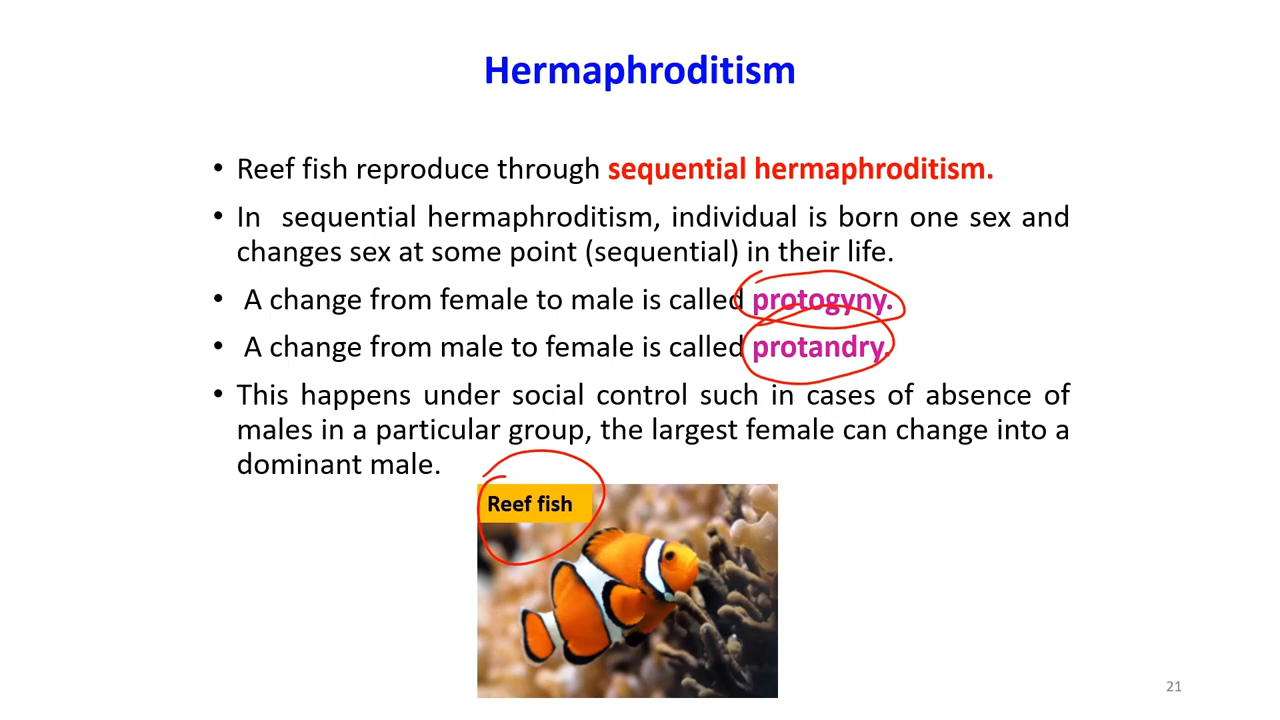 Hermaphroditism
• Reef fish reproduce through sequential hermaphroditism.
• In sequential hermaphroditism, individual is born one sex and
changes sex at some point (sequential) in their life.
• A change from female to male is called protogyny.
• A change from male to female is called protandry.
• This happens under social control such in cases of absence of
males in a particular group, the largest female can change into a
dominant male.
Reef fish
21